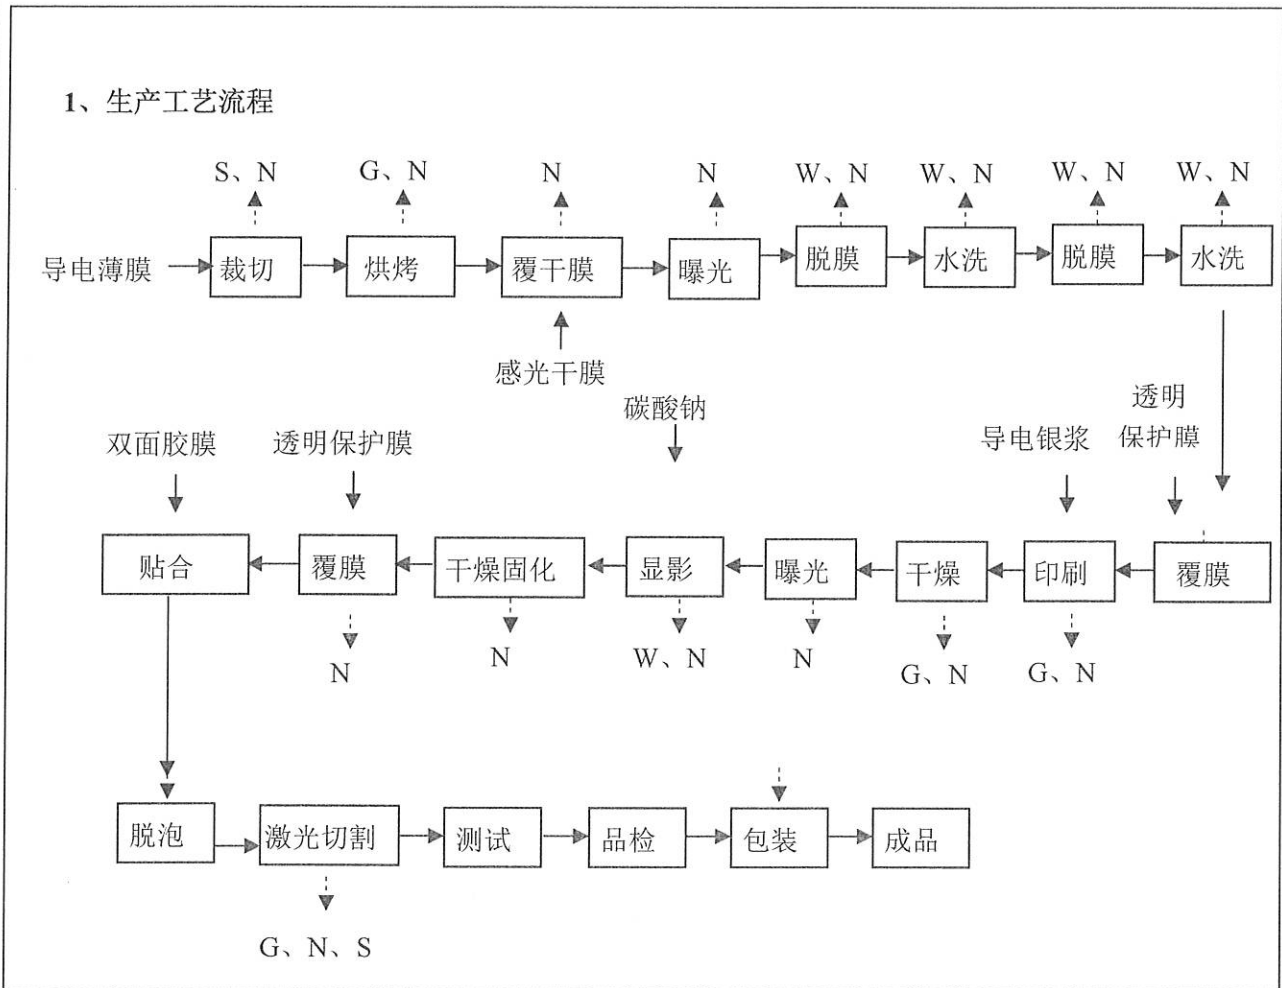 1、生产工艺流程
S、N G、N N N W、N W、N W、N W、N
导电薄膜 裁切 烘烤 覆干膜 曝光 脱膜 水洗 脱膜 水洗
感光干膜
碳酸钠
透明
双面胶膜 透明保护膜 导电银浆 保护膜
贴合 覆膜 干燥固化 显影 曝光 干燥 印刷 覆膜
N N W、N N G、N G、N
脱泡 激光切割 测试 品检 包装 成品
G、N、S